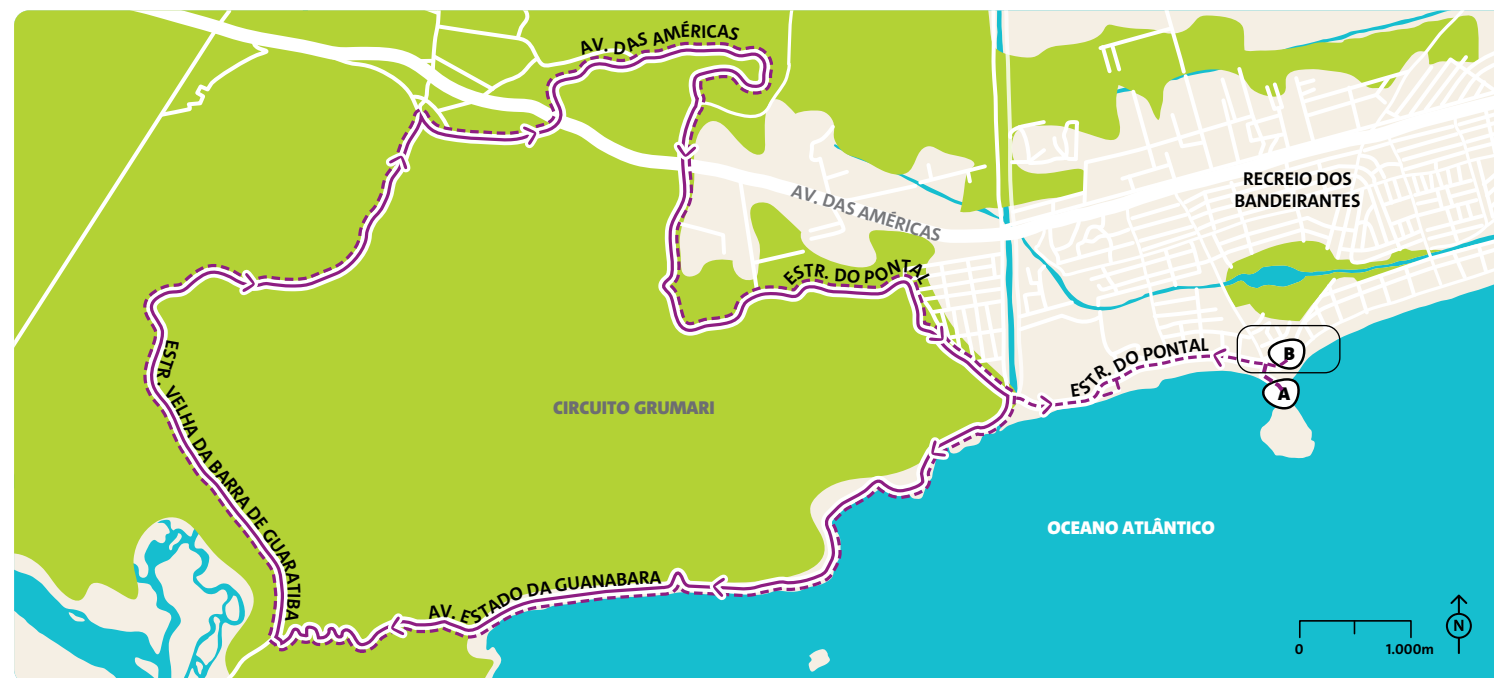 AV. DAS AMÉRICAS
RECREIO DOS
BANDEIRANTES
AV. DAS AMÉRICAS
ESTR. DO PONTAL
ESTR. DO PONTAL
B
A
ESTR. VELHA DA BARRA DE GUARATIBA
CIRCUITO GRUMARI
OCEANO ATLÂNTICO
AV. ESTADO DA GUANABARA
N
0 1.000m